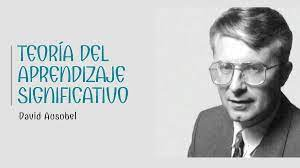 TEORÍA DEL
APRENDIZAJE
SIGNIFICATIVO
David Ausobel